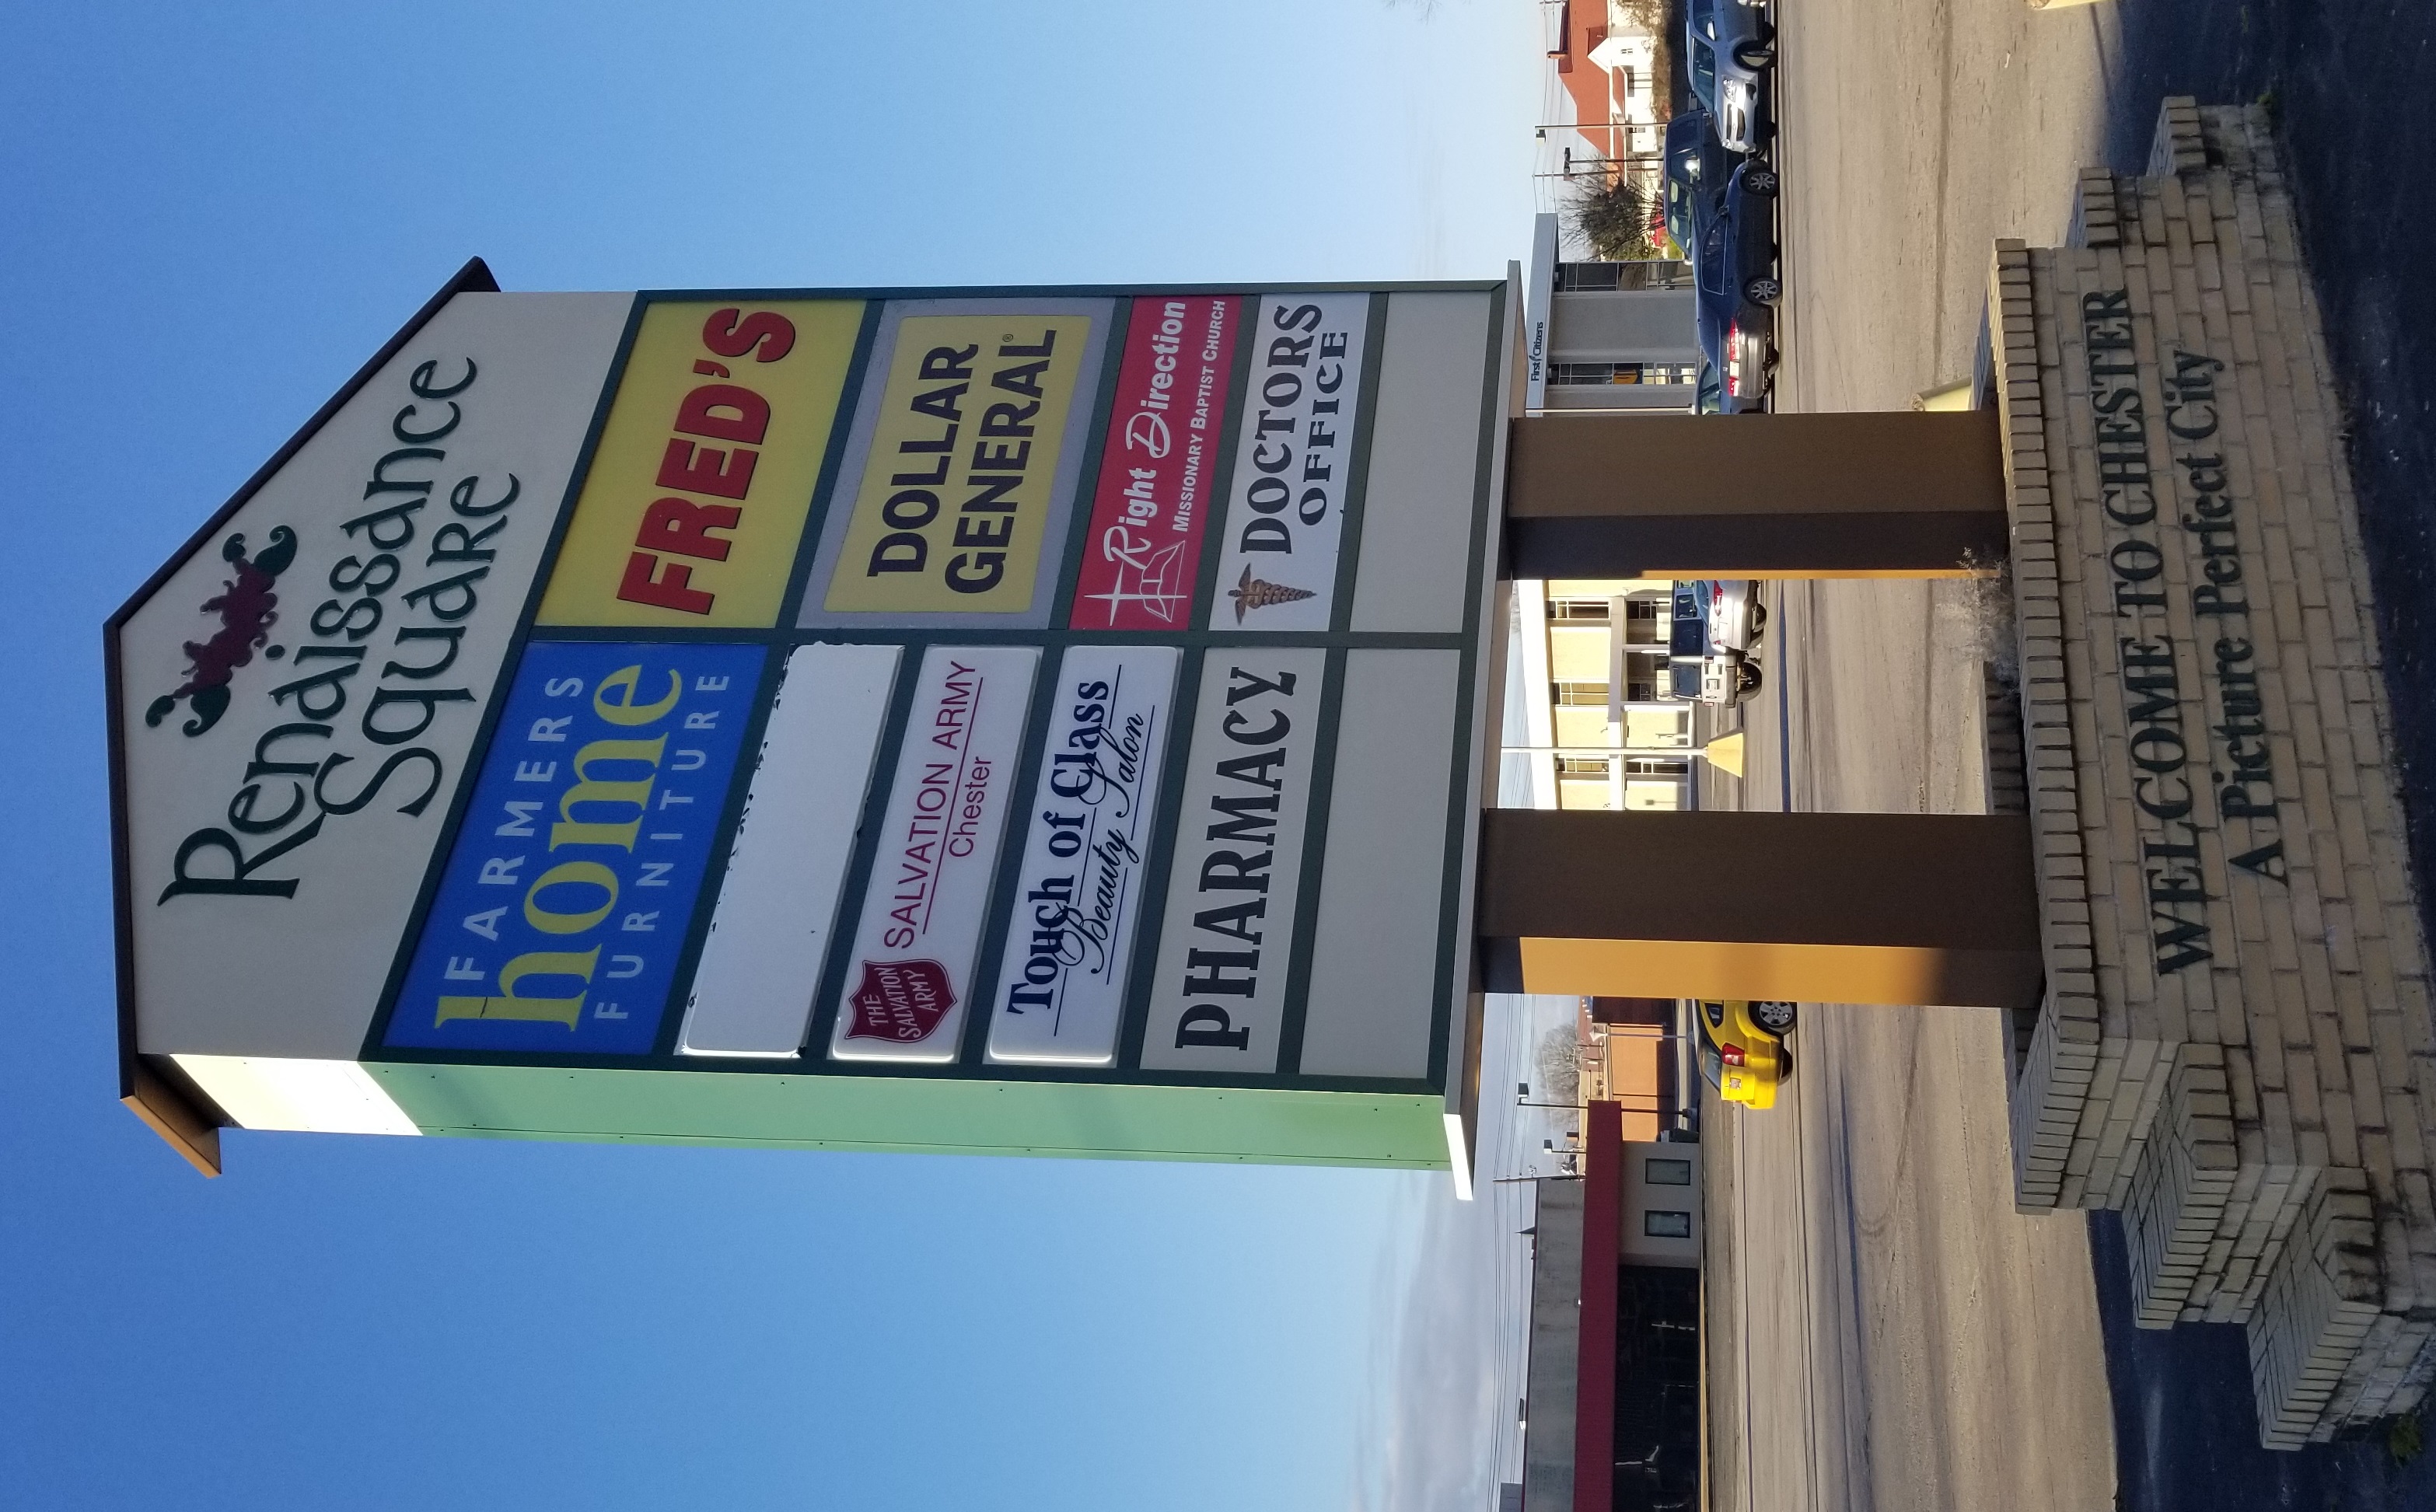 Renaissance
Square
FARMERS
home
FURNITURE
FRED'S
DOLLAR
GENERAL
THE
SALVATION
ARMY
SALVATION ARMY
Chester
Right Direction
MISSIONARY BAPTIST CHURCH
Touch of Class
Beauty Salon
DOCTORS
OFFICE
PHARMACY
First Citizens
WELCOME TO CHESTER
A Picture Perfect City